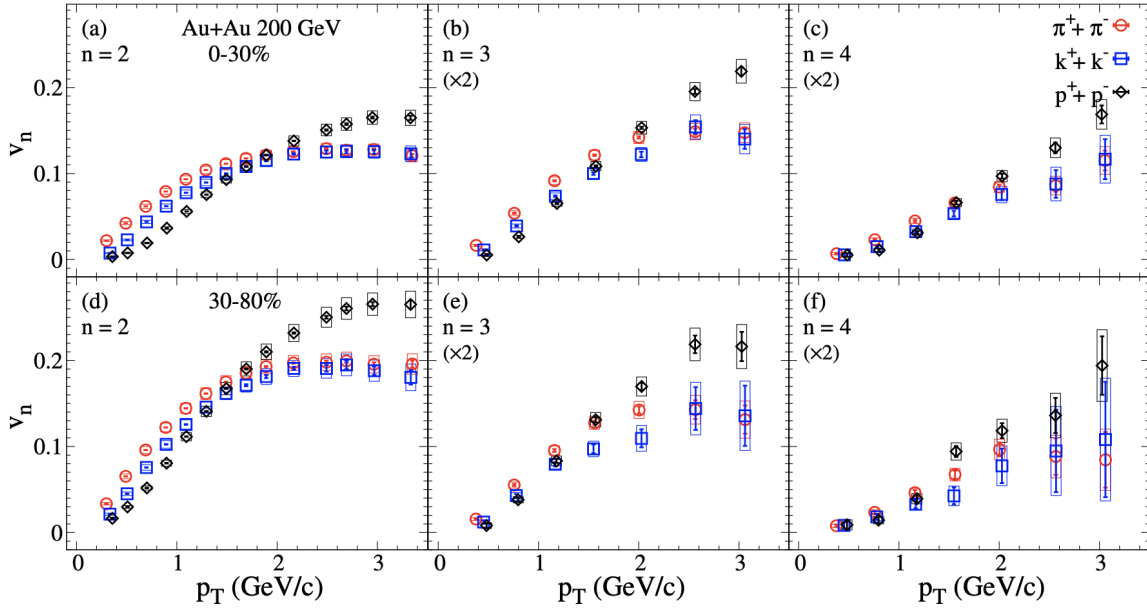 (a) Au+Au 200 GeV
n = 2 0-30%
(b)
n = 3
(×2)
(c)
n = 4
(×2)
π⁺+ π⁻
k⁺+ k⁻
p⁺+ p⁻
vₙ
0.2
0.1
0
(d) 30-80%
n = 2
(e)
n = 3
(×2)
(f)
n = 4
(×2)
vₙ
0.2
0.1
0
0 1 2 3 0 1 2 3 0 1 2 3
p_T (GeV/c) p_T (GeV/c) p_T (GeV/c)